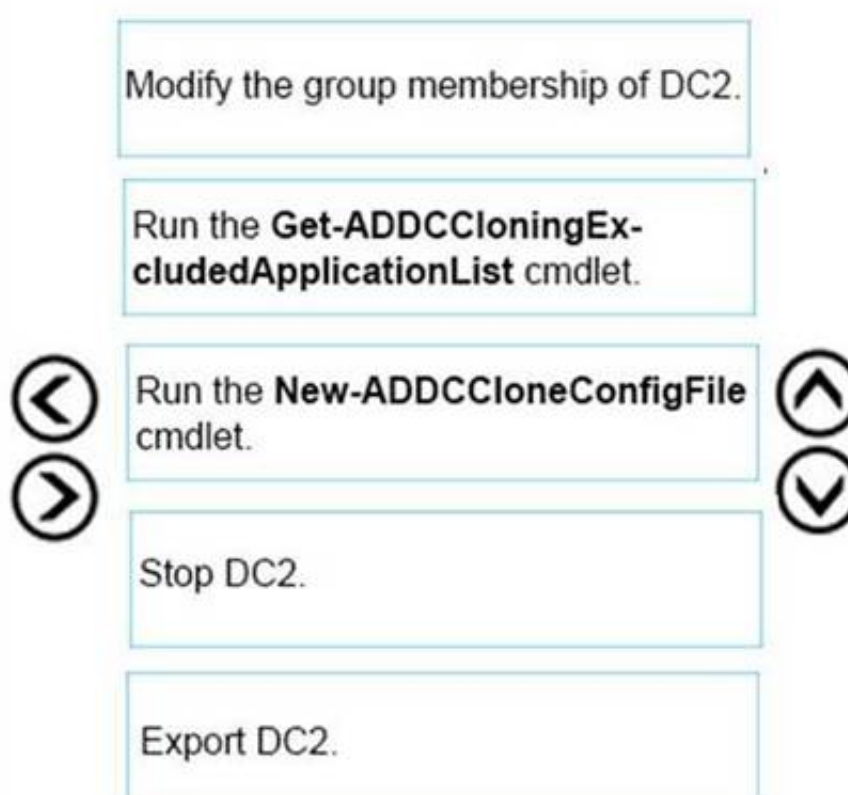 Modify the group membership of DC2.
Run the Get-ADDCCloningEx-
cludedApplicationList cmdlet.
Run the New-ADDCCloneConfigFile
cmdlet.
Stop DC2.
Export DC2.